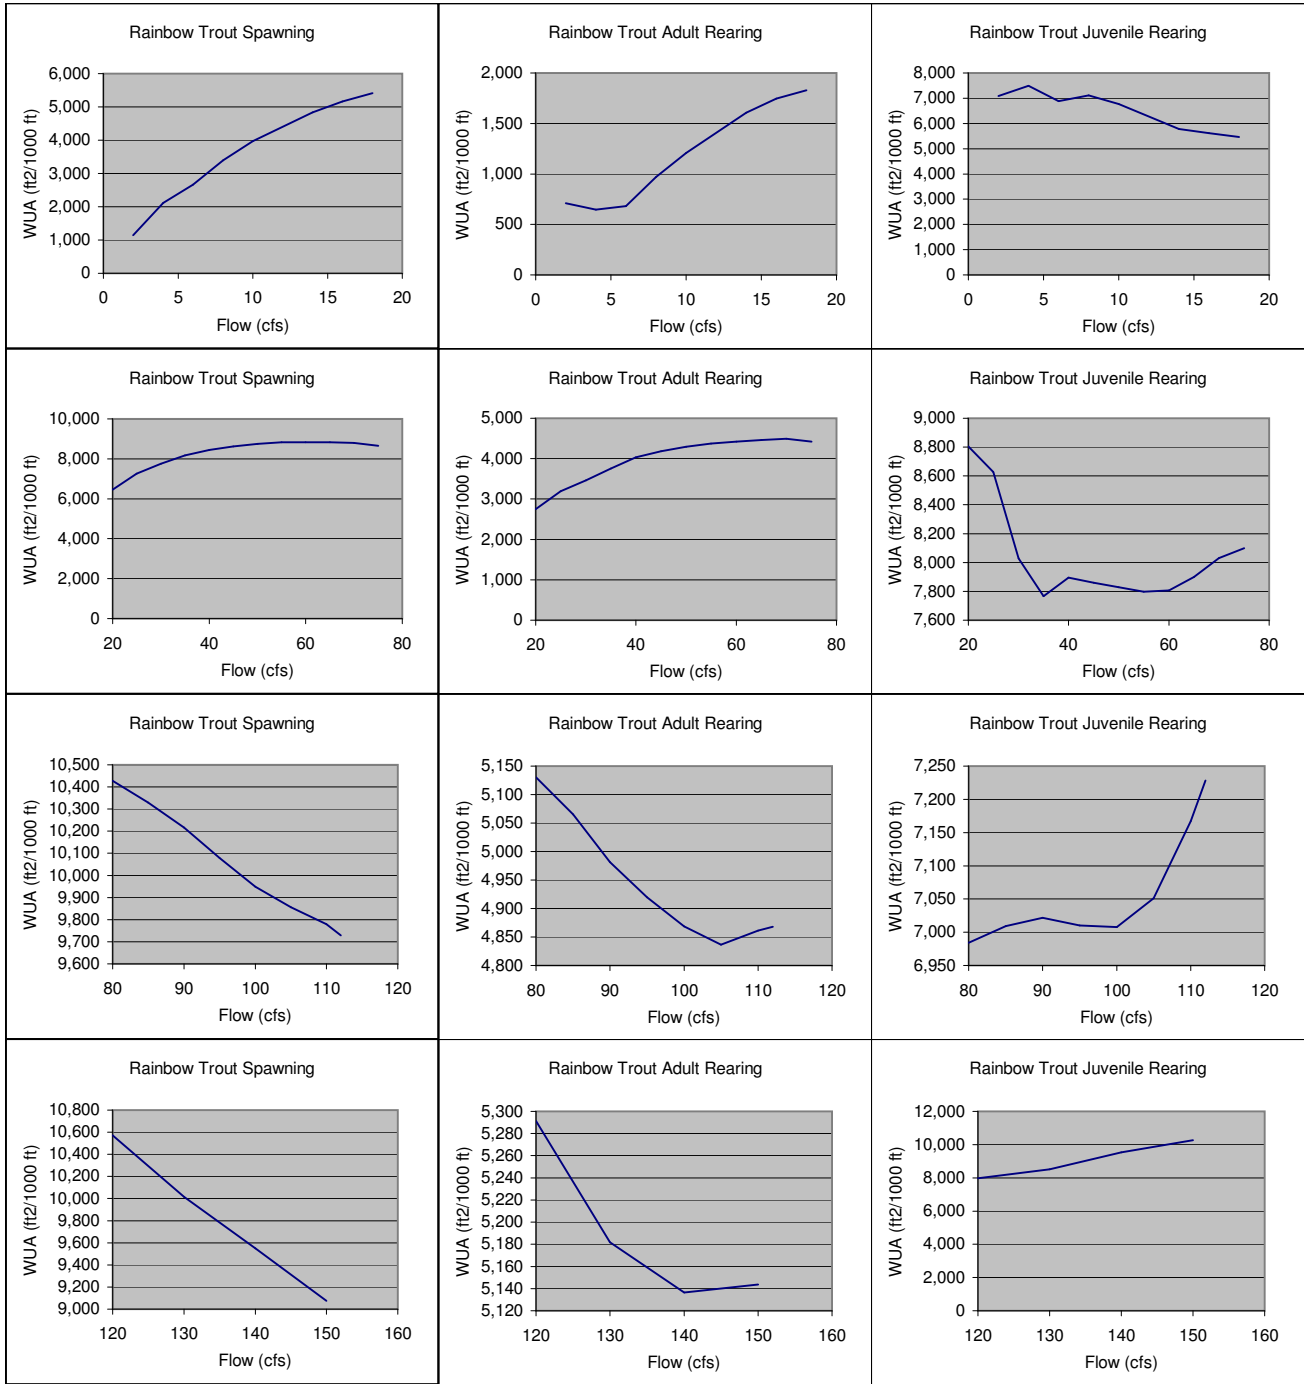 Rainbow Trout Spawning
WUA (ft2/1000 ft)
6,000
5,000
4,000
3,000
2,000
1,000
0
0 5 10 15 20
Flow (cfs)
Rainbow Trout Adult Rearing
WUA (ft2/1000 ft)
2,000
1,500
1,000
500
0
0 5 10 15 20
Flow (cfs)
Rainbow Trout Juvenile Rearing
WUA (ft2/1000 ft)
8,000
7,000
6,000
5,000
4,000
3,000
2,000
1,000
0
0 5 10 15 20
Flow (cfs)
Rainbow Trout Spawning
WUA (ft2/1000 ft)
10,000
8,000
6,000
4,000
2,000
0
20 40 60 80
Flow (cfs)
Rainbow Trout Adult Rearing
WUA (ft2/1000 ft)
5,000
4,000
3,000
2,000
1,000
0
20 40 60 80
Flow (cfs)
Rainbow Trout Juvenile Rearing
WUA (ft2/1000 ft)
9,000
8,800
8,600
8,400
8,200
8,000
7,800
7,600
20 40 60 80
Flow (cfs)
Rainbow Trout Spawning
WUA (ft2/1000 ft)
10,500
10,400
10,300
10,200
10,100
10,000
9,900
9,800
9,700
9,600
80 90 100 110 120
Flow (cfs)
Rainbow Trout Adult Rearing
WUA (ft2/1000 ft)
5,150
5,100
5,050
5,000
4,950
4,900
4,850
4,800
80 90 100 110 120
Flow (cfs)
Rainbow Trout Juvenile Rearing
WUA (ft2/1000 ft)
7,250
7,200
7,150
7,100
7,050
7,000
6,950
80 90 100 110 120
Flow (cfs)
Rainbow Trout Spawning
WUA (ft2/1000 ft)
10,800
10,600
10,400
10,200
10,000
9,800
9,600
9,400
9,200
9,000
120 130 140 150 160
Flow (cfs)
Rainbow Trout Adult Rearing
WUA (ft2/1000 ft)
5,300
5,280
5,260
5,240
5,220
5,200
5,180
5,160
5,140
5,120
120 130 140 150 160
Flow (cfs)
Rainbow Trout Juvenile Rearing
WUA (ft2/1000 ft)
12,000
10,000
8,000
6,000
4,000
2,000
0
120 130 140 150 160
Flow (cfs)